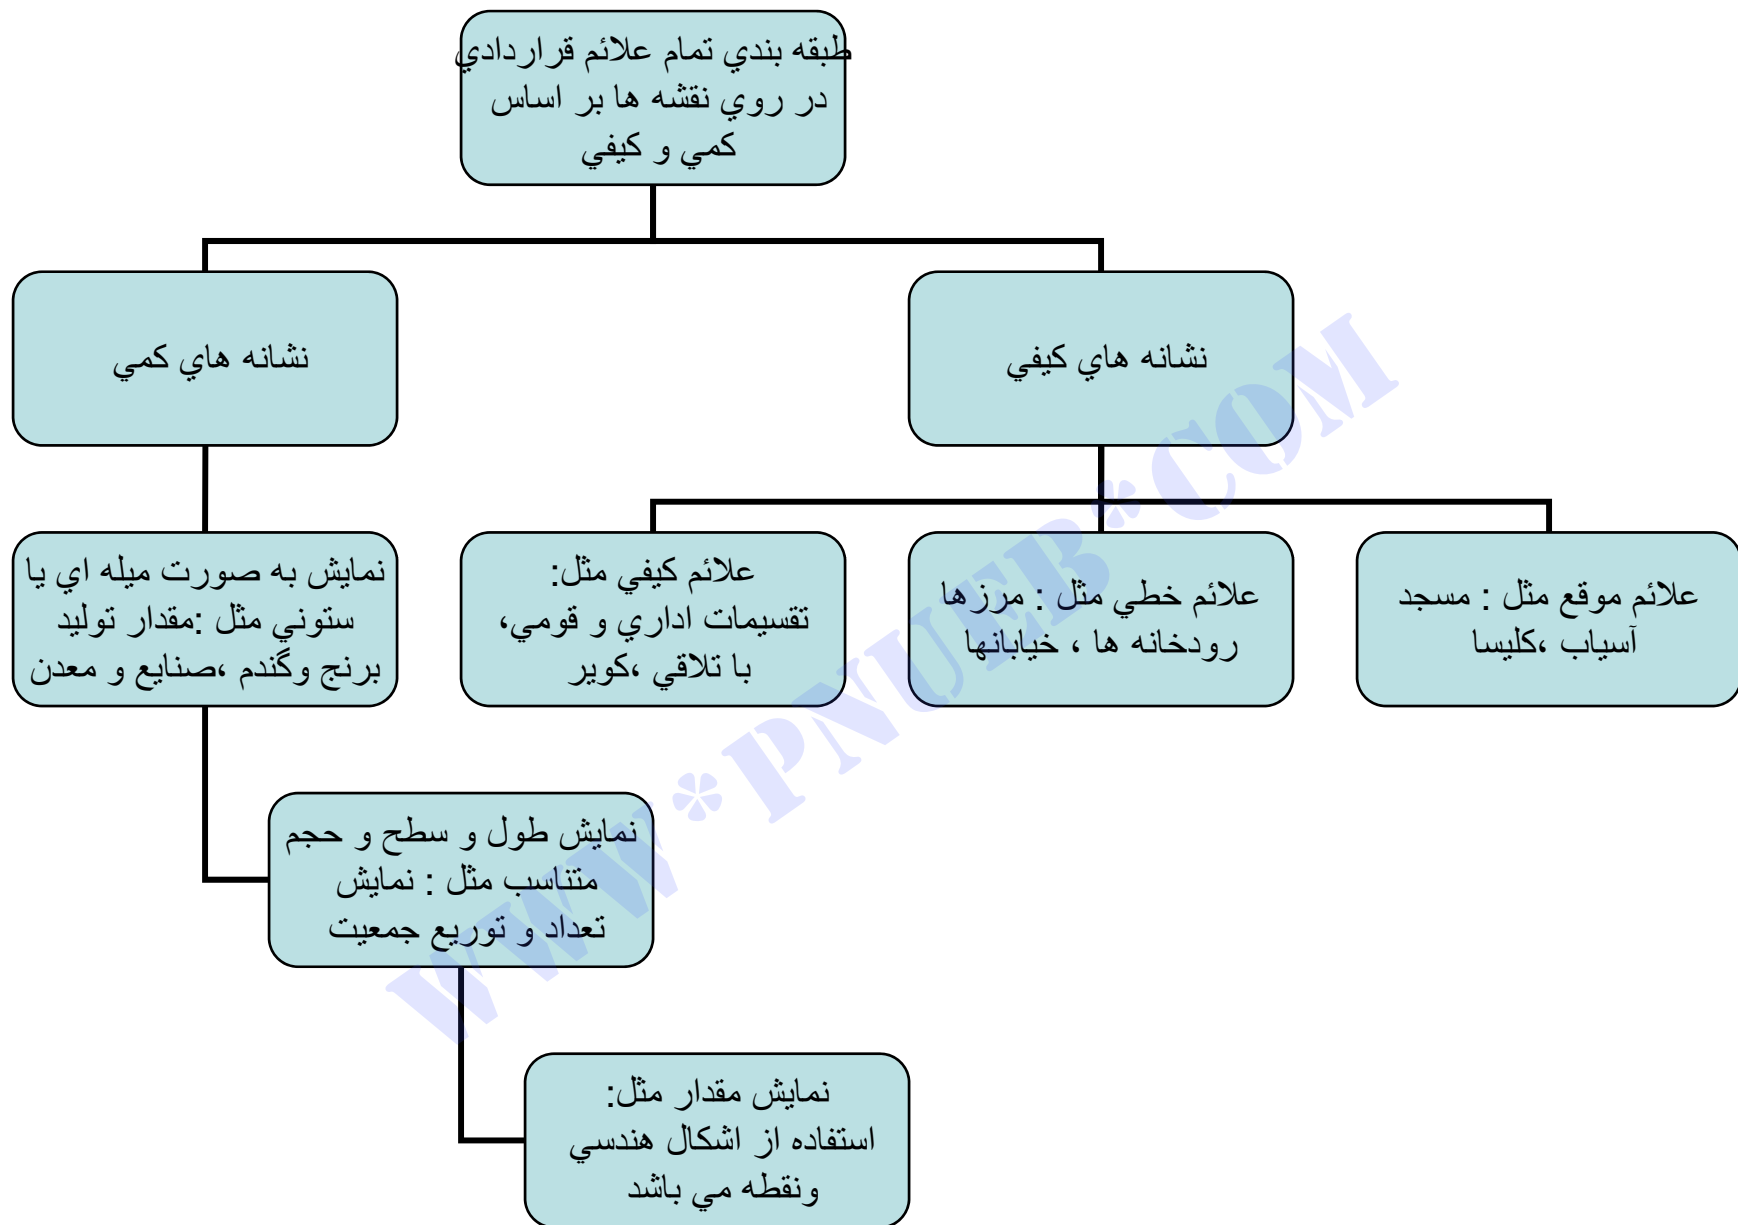 طبقه بندي تمام علائم قراردادي
در روي نقشه ها بر اساس
كمي و كيفي
نشانه هاي كيفي
نشانه هاي كمي
علائم موقع مثل : مسجد
آسياب ،كليسا
علائم خطي مثل : مرزها
رودخانه ها ، خيابانها
علائم كيفي مثل:
تقسيمات اداري و قومي،
با تلاقي ،كوير
نمايش به صورت ميله اي يا
ستوني مثل :مقدار توليد
برنج وگندم ،صنايع و معدن
نمايش طول و سطح و حجم
متناسب مثل : نمايش
تعداد و توريع جمعيت
نمايش مقدار مثل:
استفاده از اشكال هندسي
ونقطه مي باشد
WWW*PNUEB*COM